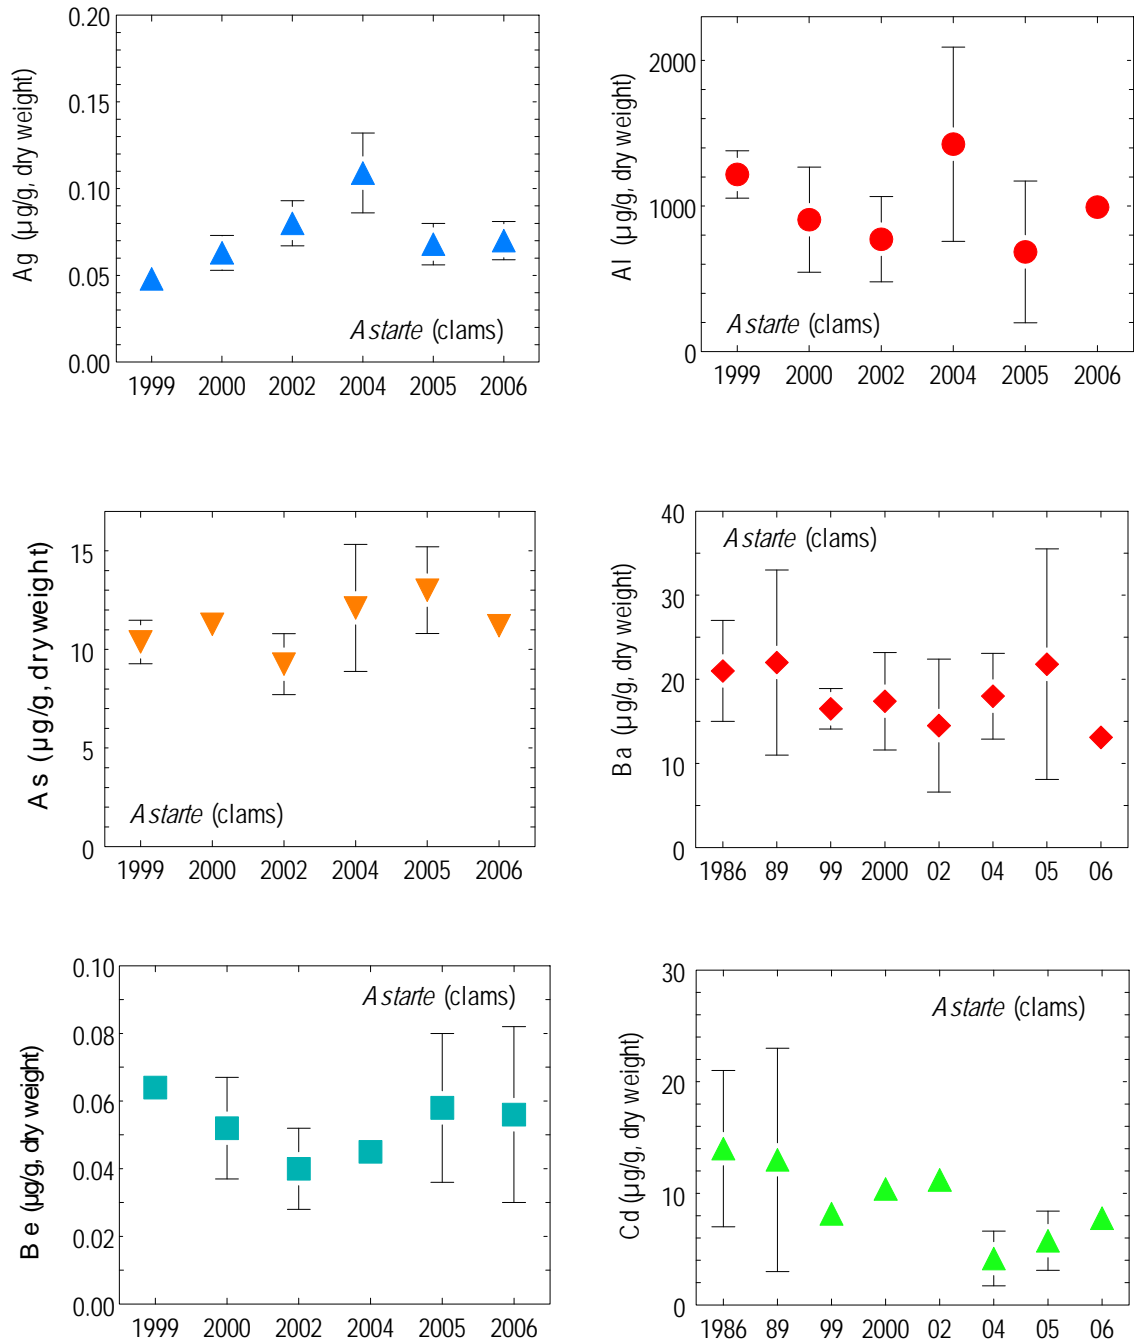 0.20
0.15
0.10
0.05
0.00
Ag (µg/g, dry weight)
Astarte (clams)
1999 2000 2002 2004 2005 2006
2000
1000
0
Al (µg/g, dry weight)
Astarte (clams)
1999 2000 2002 2004 2005 2006
15
10
5
0
As (µg/g, dry weight)
Astarte (clams)
1999 2000 2002 2004 2005 2006
40
30
20
10
0
Ba (µg/g, dry weight)
Astarte (clams)
1986 89 99 2000 02 04 05 06
0.10
0.08
0.06
0.04
0.02
0.00
Be (µg/g, dry weight)
Astarte (clams)
1999 2000 2002 2004 2005 2006
30
20
10
0
Cd (µg/g, dry weight)
Astarte (clams)
1986 89 99 2000 02 04 05 06